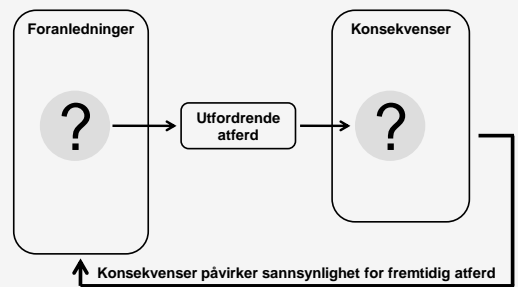 Foranledninger
Konsekvenser
?
Utfordrende
atferd
?
Konsekvenser påvirker sannsynlighet for fremtidig atferd